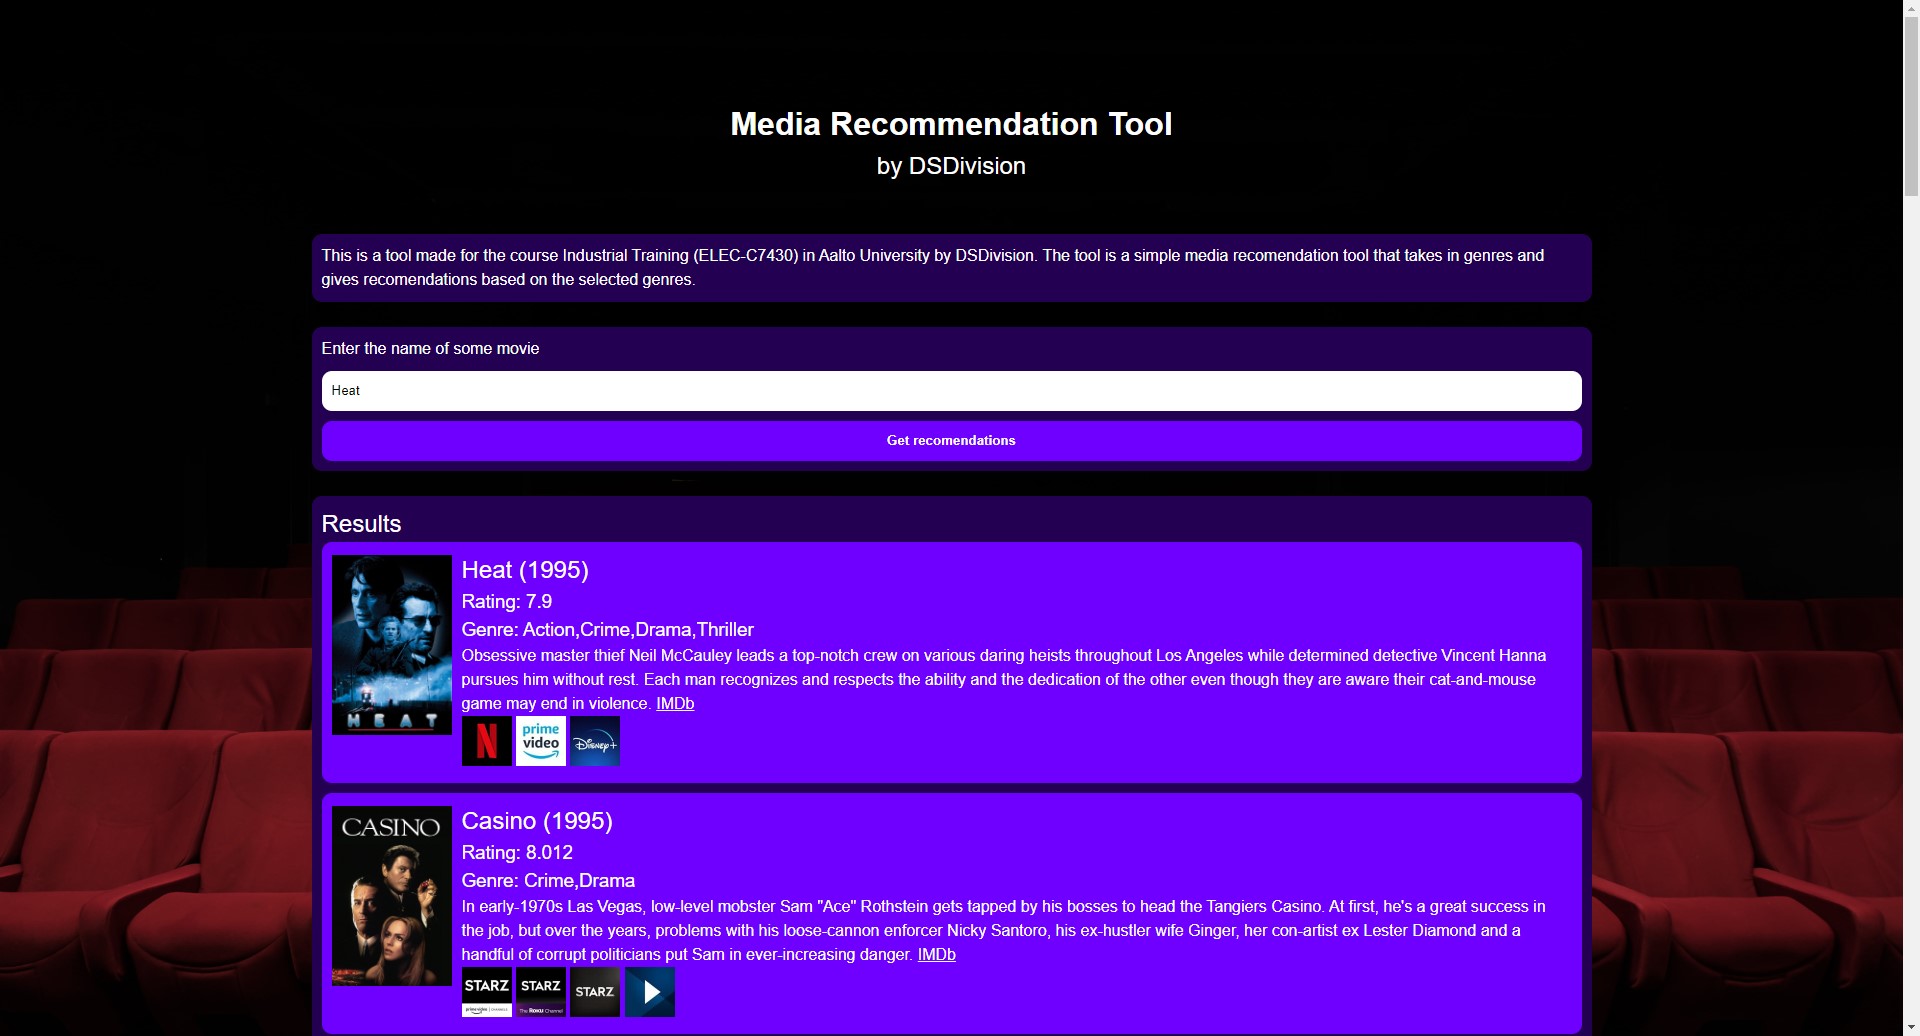 Media Recommendation Tool
by DSDivision
This is a tool made for the course Industrial Training (ELEC-C7430) in Aalto University by DSDivision. The tool is a simple media recomendation tool that takes in genres and
gives recomendations based on the selected genres.
Enter the name of some movie
Heat
Get recomendations
Results
HEAT
Heat (1995)
Rating: 7.9
Genre: Action,Crime,Drama,Thriller
Obsessive master thief Neil McCauley leads a top-notch crew on various daring heists throughout Los Angeles while determined detective Vincent Hanna
pursues him without rest. Each man recognizes and respects the ability and the dedication of the other even though they are aware their cat-and-mouse
game may end in violence. IMDb
N
prime
video
Disney+
CASINO
Casino (1995)
Rating: 8.012
Genre: Crime,Drama
In early-1970s Las Vegas, low-level mobster Sam "Ace" Rothstein gets tapped by his bosses to head the Tangiers Casino. At first, he's a great success in
the job, but over the years, problems with his loose-cannon enforcer Nicky Santoro, his ex-hustler wife Ginger, her con-artist ex Lester Diamond and a
handful of corrupt politicians put Sam in ever-increasing danger. IMDb
STARZ
prime video | CHANNELS
STARZ
The Roku Channel
STARZ